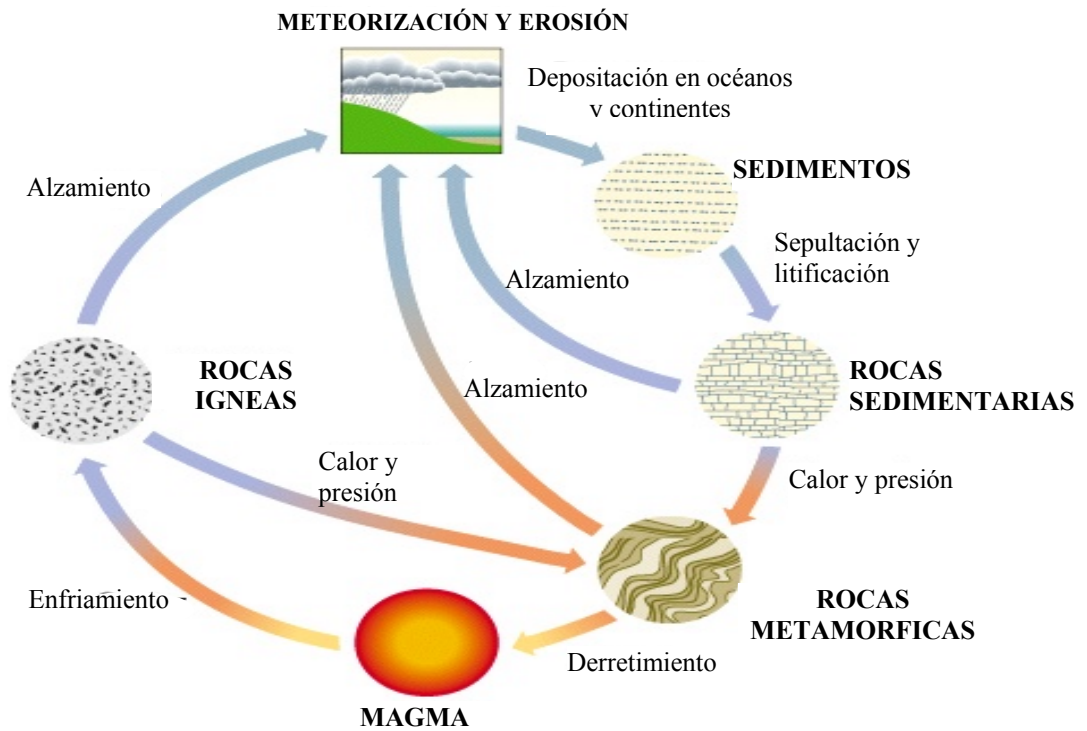 METEORIZACIÓN Y EROSIÓN
Depositación en océanos
y continentes
SEDIMENTOS
Alzamiento
Sepultación y
litificación
Alzamiento
ROCAS
IGNEAS
Alzamiento
ROCAS
SEDIMENTARIAS
Calor y
presión
Calor y presión
Enfriamiento
ROCAS
METAMORFICAS
Derretimiento
MAGMA